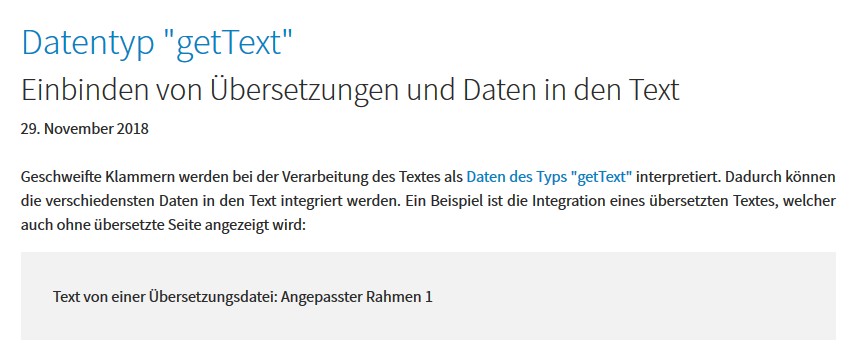 Datentyp "getText"
Einbinden von Übersetzungen und Daten in den Text
29. November 2018
Geschweifte Klammern werden bei der Verarbeitung des Textes als Daten des Typs "getText" interpretiert. Dadurch können
die verschiedensten Daten in den Text integriert werden. Ein Beispiel ist die Integration eines übersetzten Textes, welcher
auch ohne übersetzte Seite angezeigt wird:
Text von einer Übersetzungsdatei: Angepasster Rahmen 1